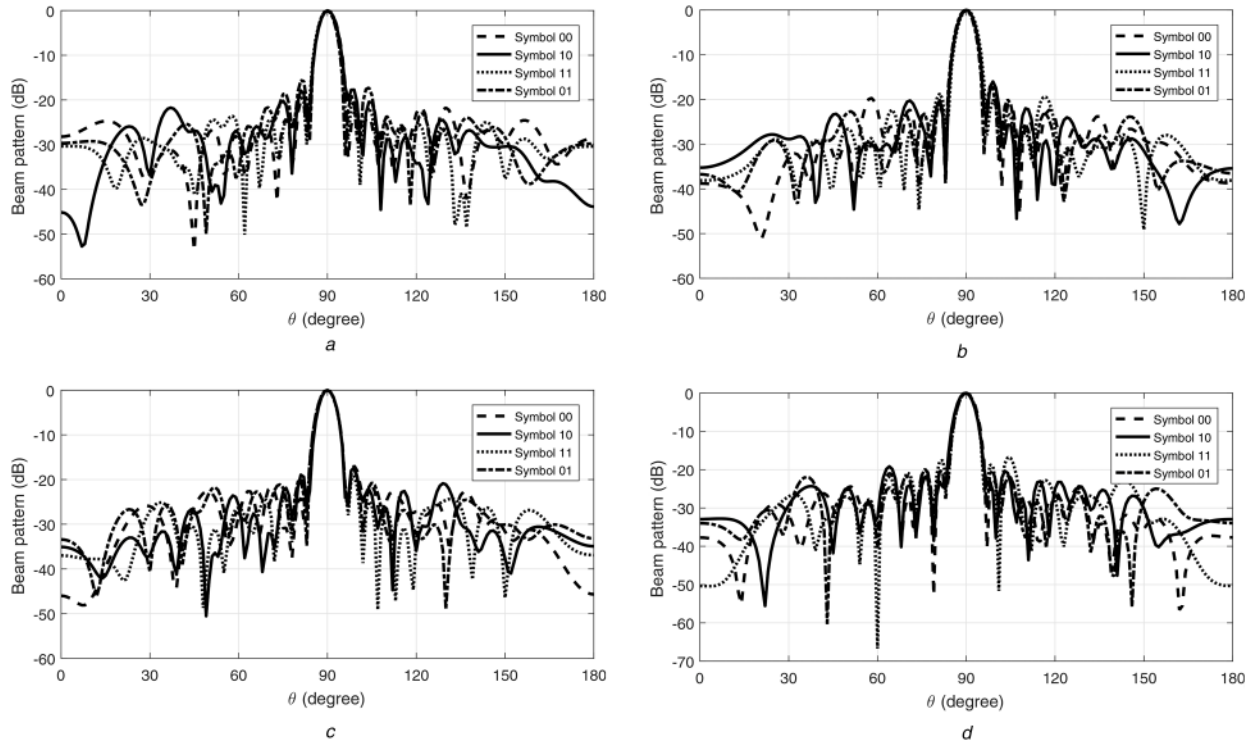 0
-10
-20
-30
-40
-50
-60
Beam pattern (dB)
0 30 60 90 120 150 180
θ (degree)
Symbol 00
Symbol 10
Symbol 11
Symbol 01
a
0
-10
-20
-30
-40
-50
-60
Beam pattern (dB)
0 30 60 90 120 150 180
θ (degree)
Symbol 00
Symbol 10
Symbol 11
Symbol 01
b
0
-10
-20
-30
-40
-50
-60
Beam pattern (dB)
0 30 60 90 120 150 180
θ (degree)
Symbol 00
Symbol 10
Symbol 11
Symbol 01
c
0
-10
-20
-30
-40
-50
-60
-70
Beam pattern (dB)
0 30 60 90 120 150 180
θ (degree)
Symbol 00
Symbol 10
Symbol 11
Symbol 01
d